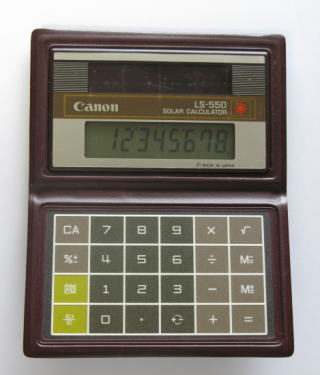 Canon LS-550
SOLAR CALCULATOR
12345678.
MADE IN JAPAN
CA 7 8 9 × √
%± 4 5 6 ÷ M=
1 2 3 − M±
0 · + =